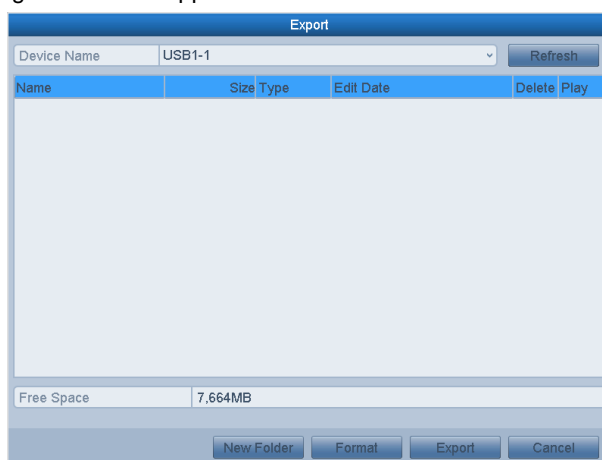 Export
Device Name USB1-1 Refresh
Name Size Type Edit Date Delete Play
Free Space 7,664MB
New Folder Format Export Cancel